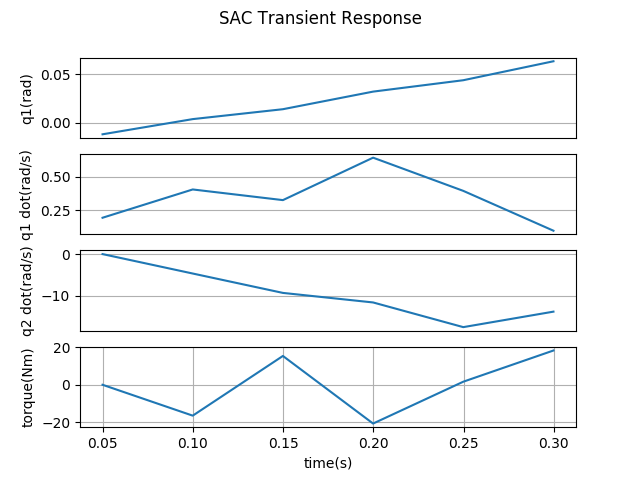 SAC Transient Response
q1(rad)
0.05
0.00
q1 dot(rad/s)
0.50
0.25
q2 dot(rad/s)
0
−10
torque(Nm)
20
0
−20
0.05 0.10 0.15 0.20 0.25 0.30
time(s)